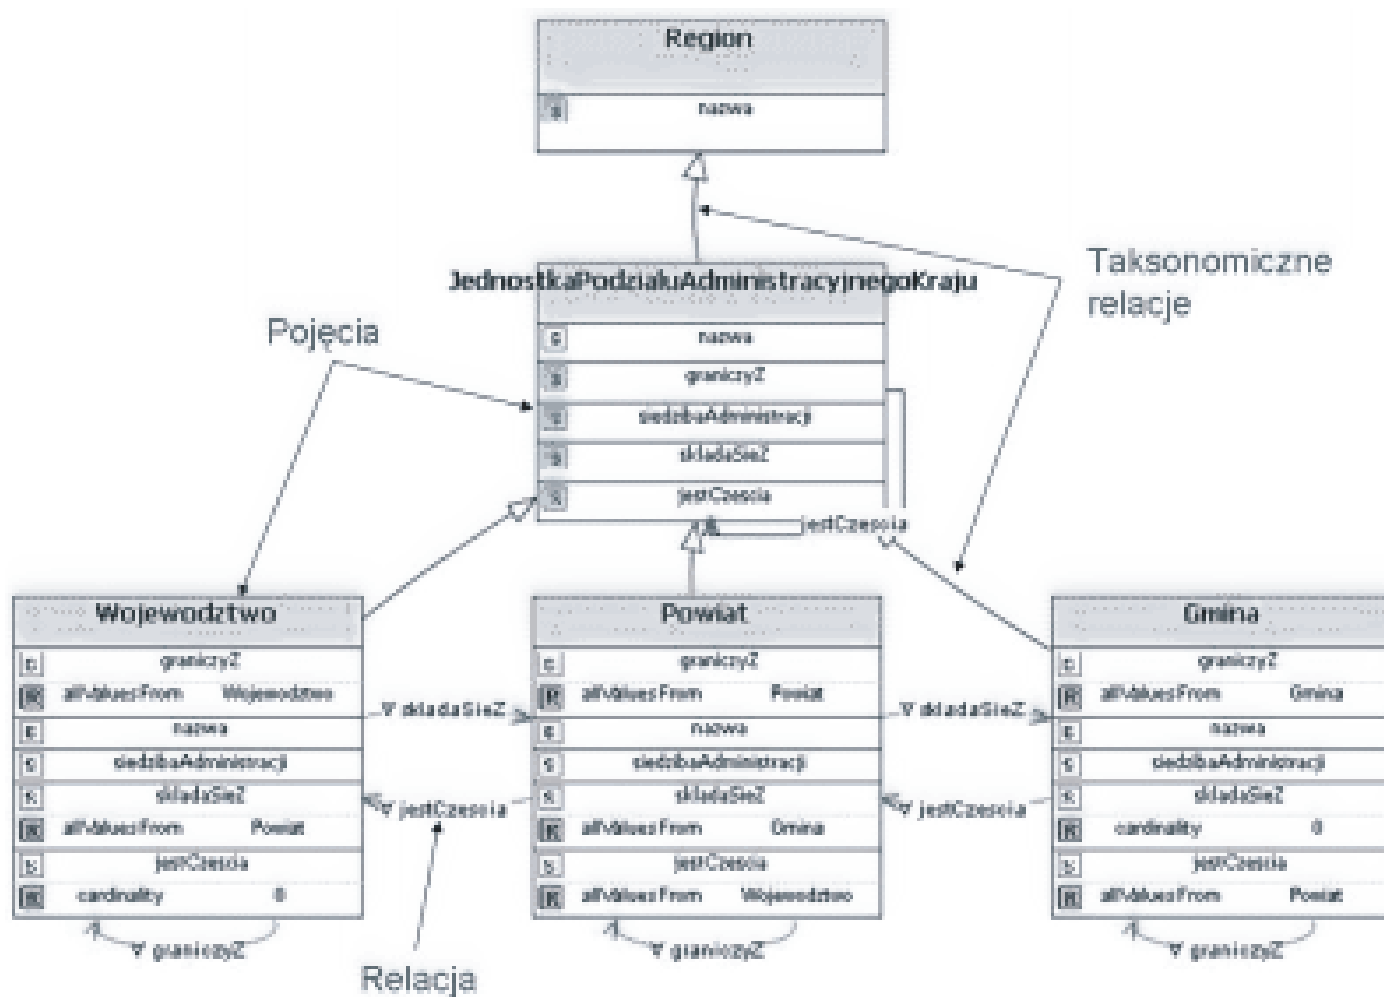 Region
nazwa
Taksonomiczne
relacje
JednostkaPodzialuAdministracyjnegoKraju
Pojęcia
nazwa
graniczyZ
siedzibaAdministracji
skladaSieZ
jestCzescia
jestCzescia
Wojewodztwo
graniczyZ
allValuesFrom Wojewodztwo
nazwa
siedzibaAdministracji
skladaSieZ
allValuesFrom Powiat
jestCzescia
cardinality 0
∀ graniczyZ
∀ skladaSieZ
∀ jestCzescia
Powiat
graniczyZ
allValuesFrom Powiat
nazwa
siedzibaAdministracji
skladaSieZ
allValuesFrom Gmina
jestCzescia
allValuesFrom Wojewodztwo
∀ graniczyZ
∀ skladaSieZ
∀ jestCzescia
Gmina
graniczyZ
allValuesFrom Gmina
nazwa
siedzibaAdministracji
skladaSieZ
cardinality 0
jestCzescia
allValuesFrom Powiat
∀ graniczyZ
Relacja